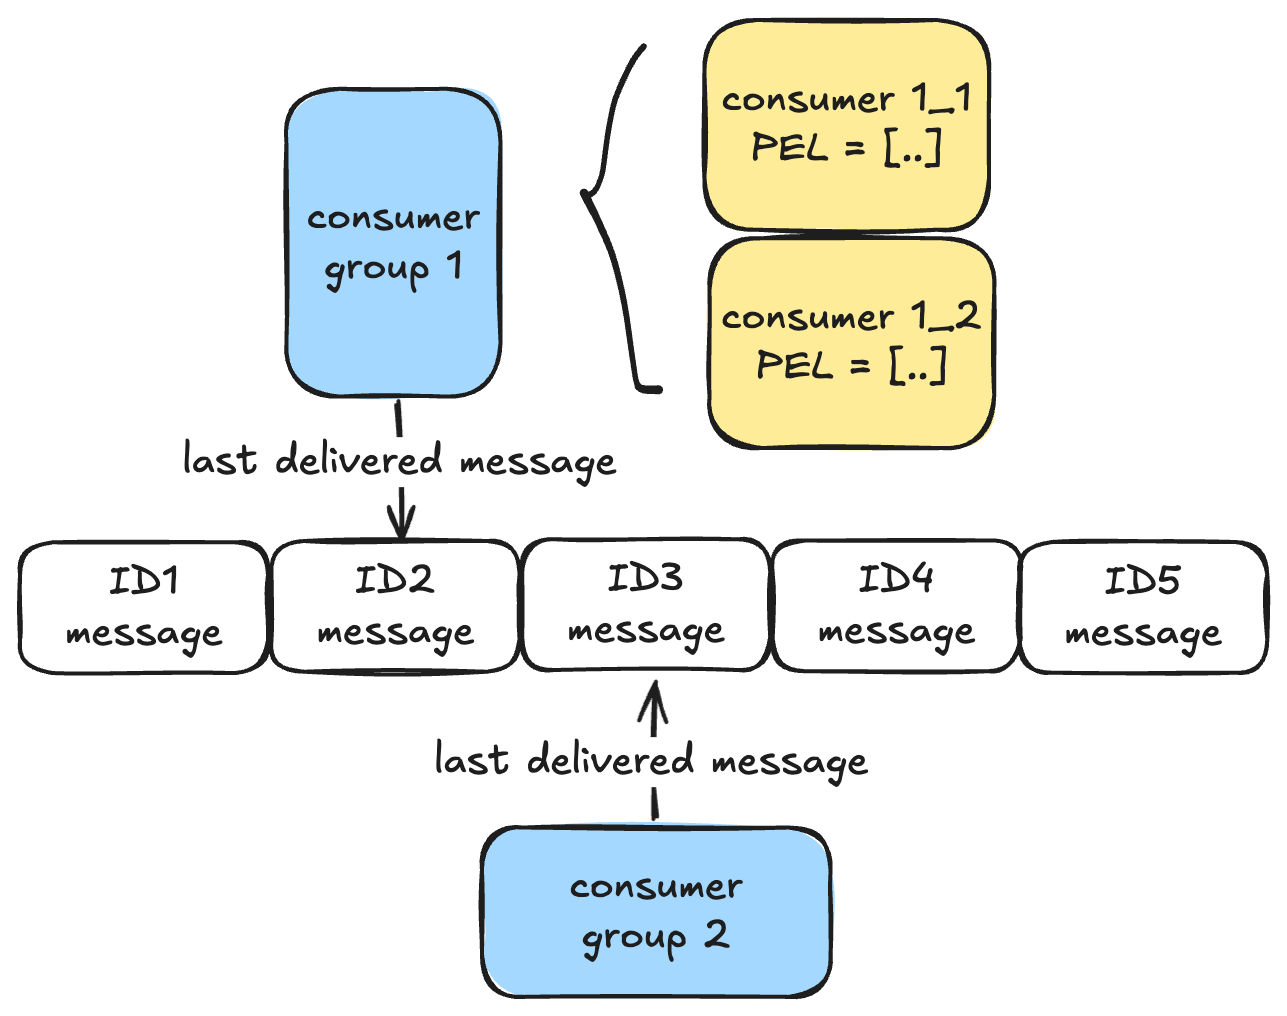 consumer
group 1
consumer 1_1
PEL = [..]
consumer 1_2
PEL = [..]
last delivered message
ID1
message
ID2
message
ID3
message
ID4
message
ID5
message
last delivered message
consumer
group 2